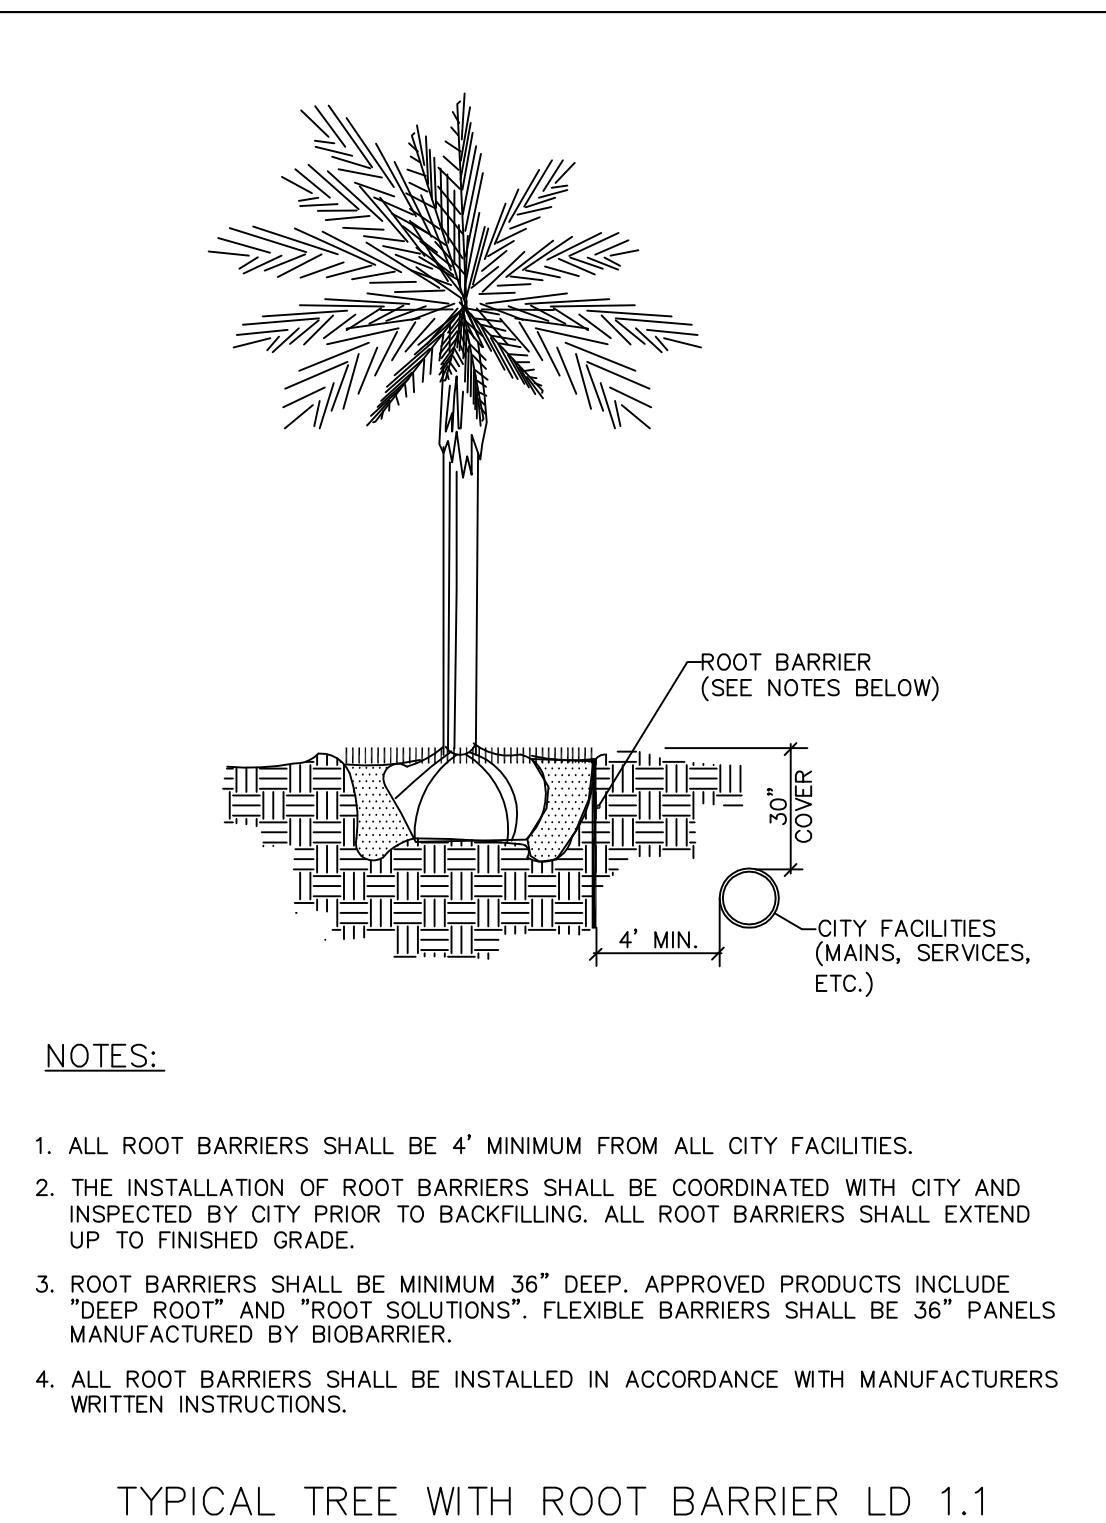 ROOT BARRIER
(SEE NOTES BELOW)
30"
COVER
4' MIN.
CITY FACILITIES
(MAINS, SERVICES,
ETC.)
NOTES:
1. ALL ROOT BARRIERS SHALL BE 4' MINIMUM FROM ALL CITY FACILITIES.
2. THE INSTALLATION OF ROOT BARRIERS SHALL BE COORDINATED WITH CITY AND
INSPECTED BY CITY PRIOR TO BACKFILLING. ALL ROOT BARRIERS SHALL EXTEND
UP TO FINISHED GRADE.
3. ROOT BARRIERS SHALL BE MINIMUM 36" DEEP. APPROVED PRODUCTS INCLUDE
"DEEP ROOT" AND "ROOT SOLUTIONS". FLEXIBLE BARRIERS SHALL BE 36" PANELS
MANUFACTURED BY BIOBARRIER.
4. ALL ROOT BARRIERS SHALL BE INSTALLED IN ACCORDANCE WITH MANUFACTURERS
WRITTEN INSTRUCTIONS.
TYPICAL TREE WITH ROOT BARRIER LD 1.1